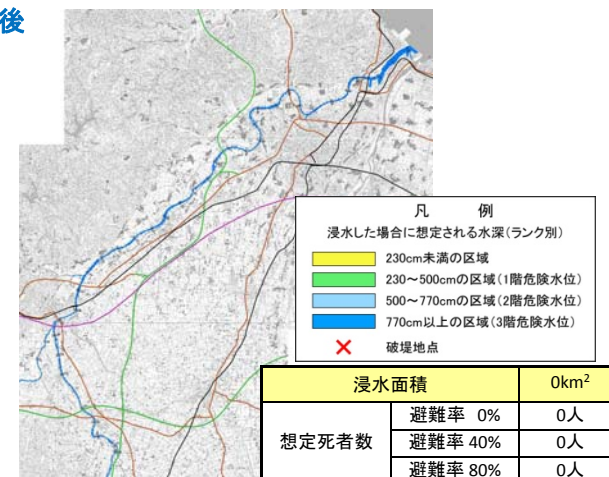 後
凡 例
浸水した場合に想定される水深(ランク別)
230cm未満の区域
230～500cmの区域(1階危険水位)
500～770cmの区域(2階危険水位)
770cm以上の区域(3階危険水位)
破堤地点
浸水面積 0km²
想定死者数 避難率 0% 0人
避難率 40% 0人
避難率 80% 0人